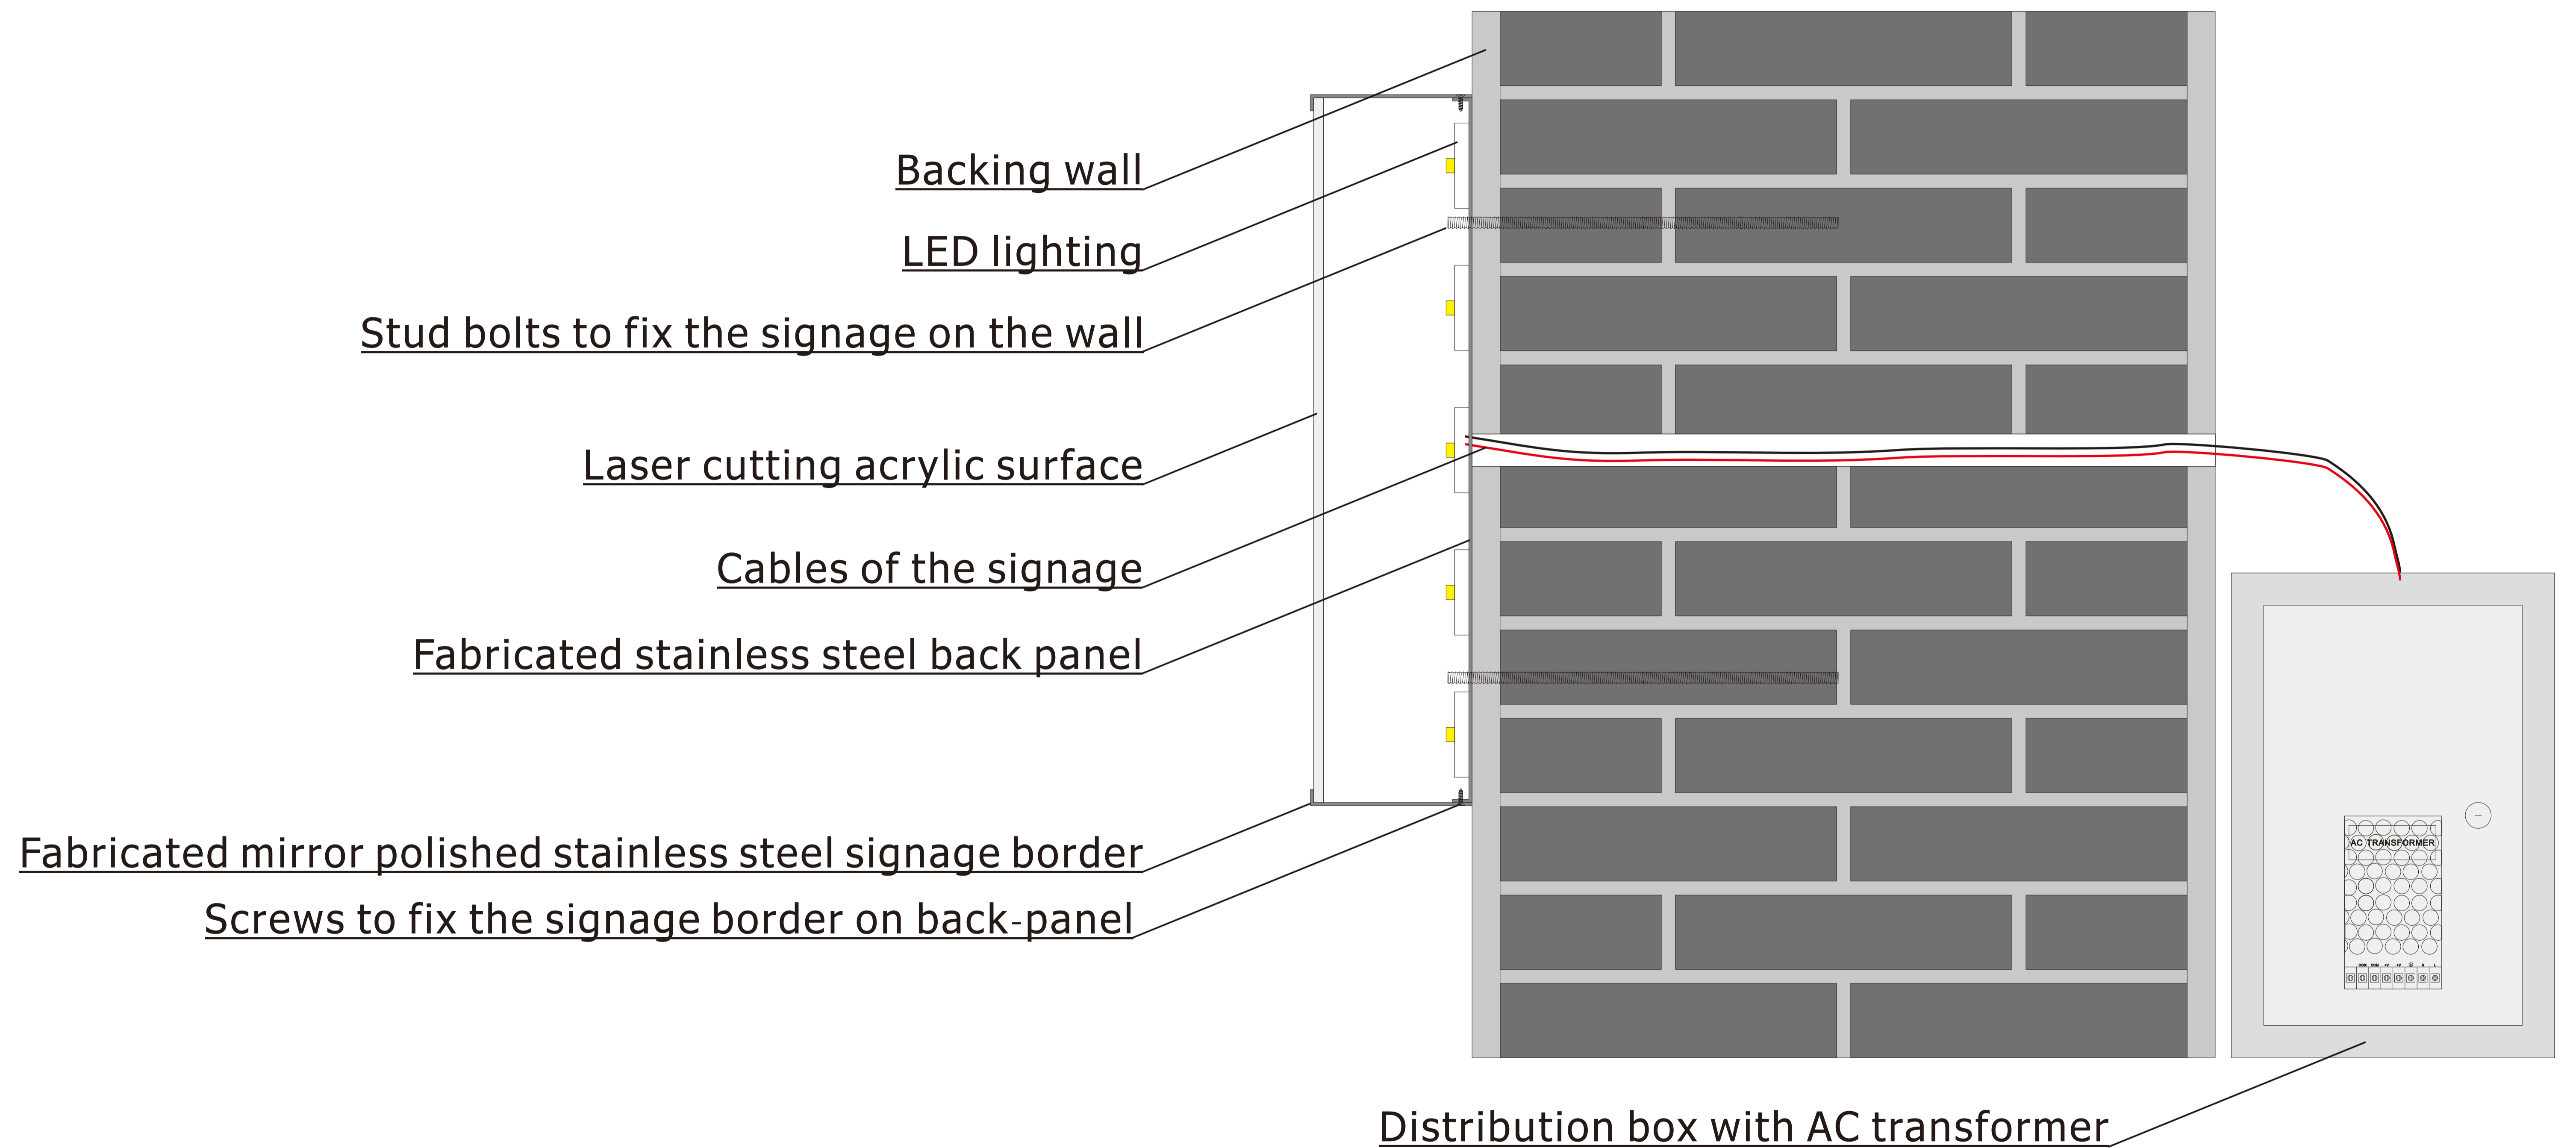 Backing wall
LED lighting
Stud bolts to fix the signage on the wall
Laser cutting acrylic surface
Cables of the signage
Fabricated stainless steel back panel
Fabricated mirror polished stainless steel signage border
Screws to fix the signage border on back-panel
AC TRANSFORMER
COM COM +V +V N L
Distribution box with AC transformer